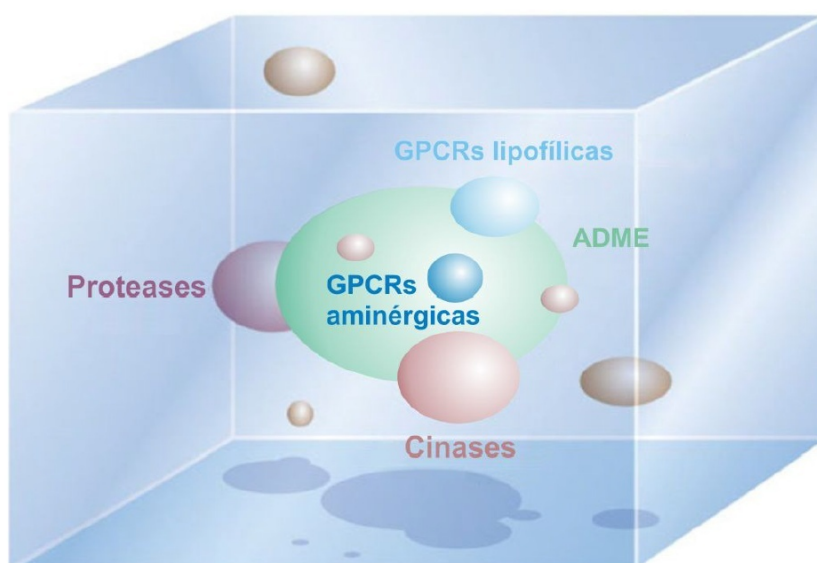 GPCRs lipofílicas
ADME
Proteases
GPCRs
aminérgicas
Cinases